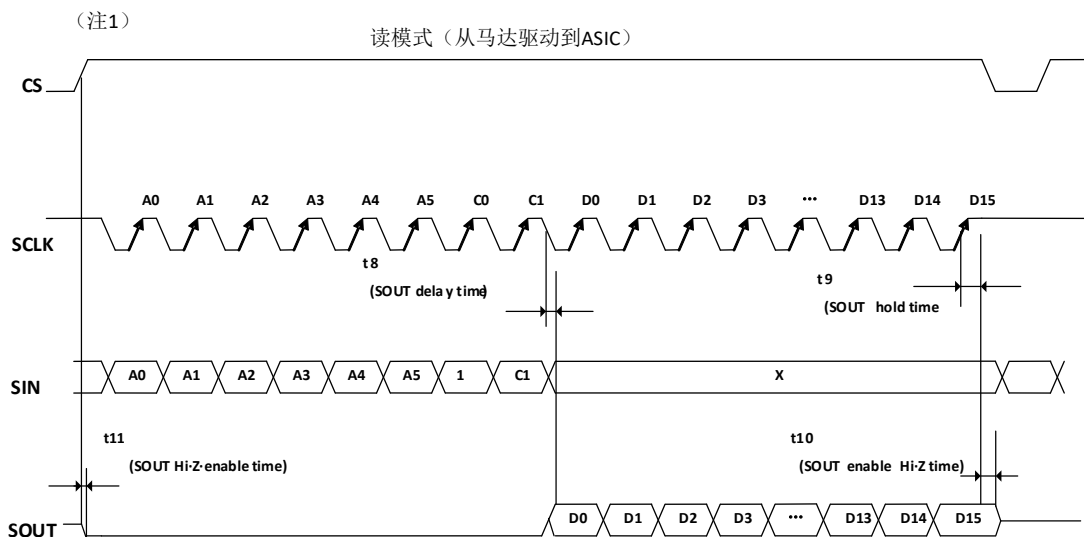 （注1）
读模式（从马达驱动到ASIC）
CS
A0 A1 A2 A3 A4 A5 C0 C1 D0 D1 D2 D3 ... D13 D14 D15
SCLK
t8
(SOUT delay time)
t9
(SOUT hold time
SIN
A0 A1 A2 A3 A4 A5 1 C1 X
t11
(SOUT Hi-Z-enable time)
t10
(SOUT enable Hi-Z time)
SOUT
D0 D1 D2 D3 ... D13 D14 D15